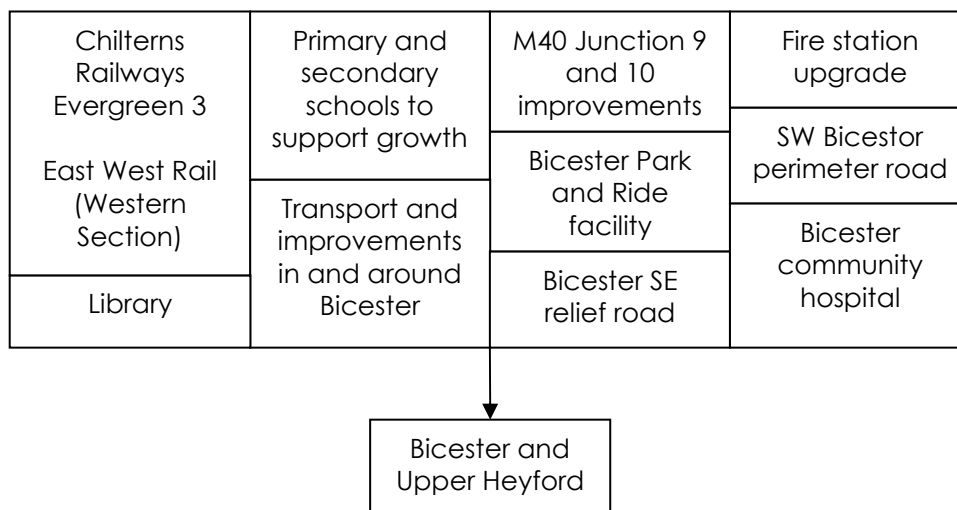 Chilterns
Railways
Evergreen 3
East West Rail
(Western
Section)
Library
Primary and
secondary
schools to
support growth
Transport and
improvements
in and around
Bicester
M40 Junction 9
and 10
improvements
Bicester Park
and Ride
facility
Bicester SE
relief road
Fire station
upgrade
SW Bicestor
perimeter road
Bicester
community
hospital
Bicester and
Upper Heyford